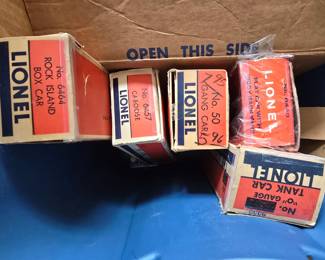 OPEN THIS SIDE
No. 6464
ROCK ISLAND
BOX CAR
LIONEL
No. 6457
CABOOSE
LIONEL
No. 50
GANG CAR
96
LIONEL
LIONEL
No.
"O" GAUGE
TANK CAR
LIONEL